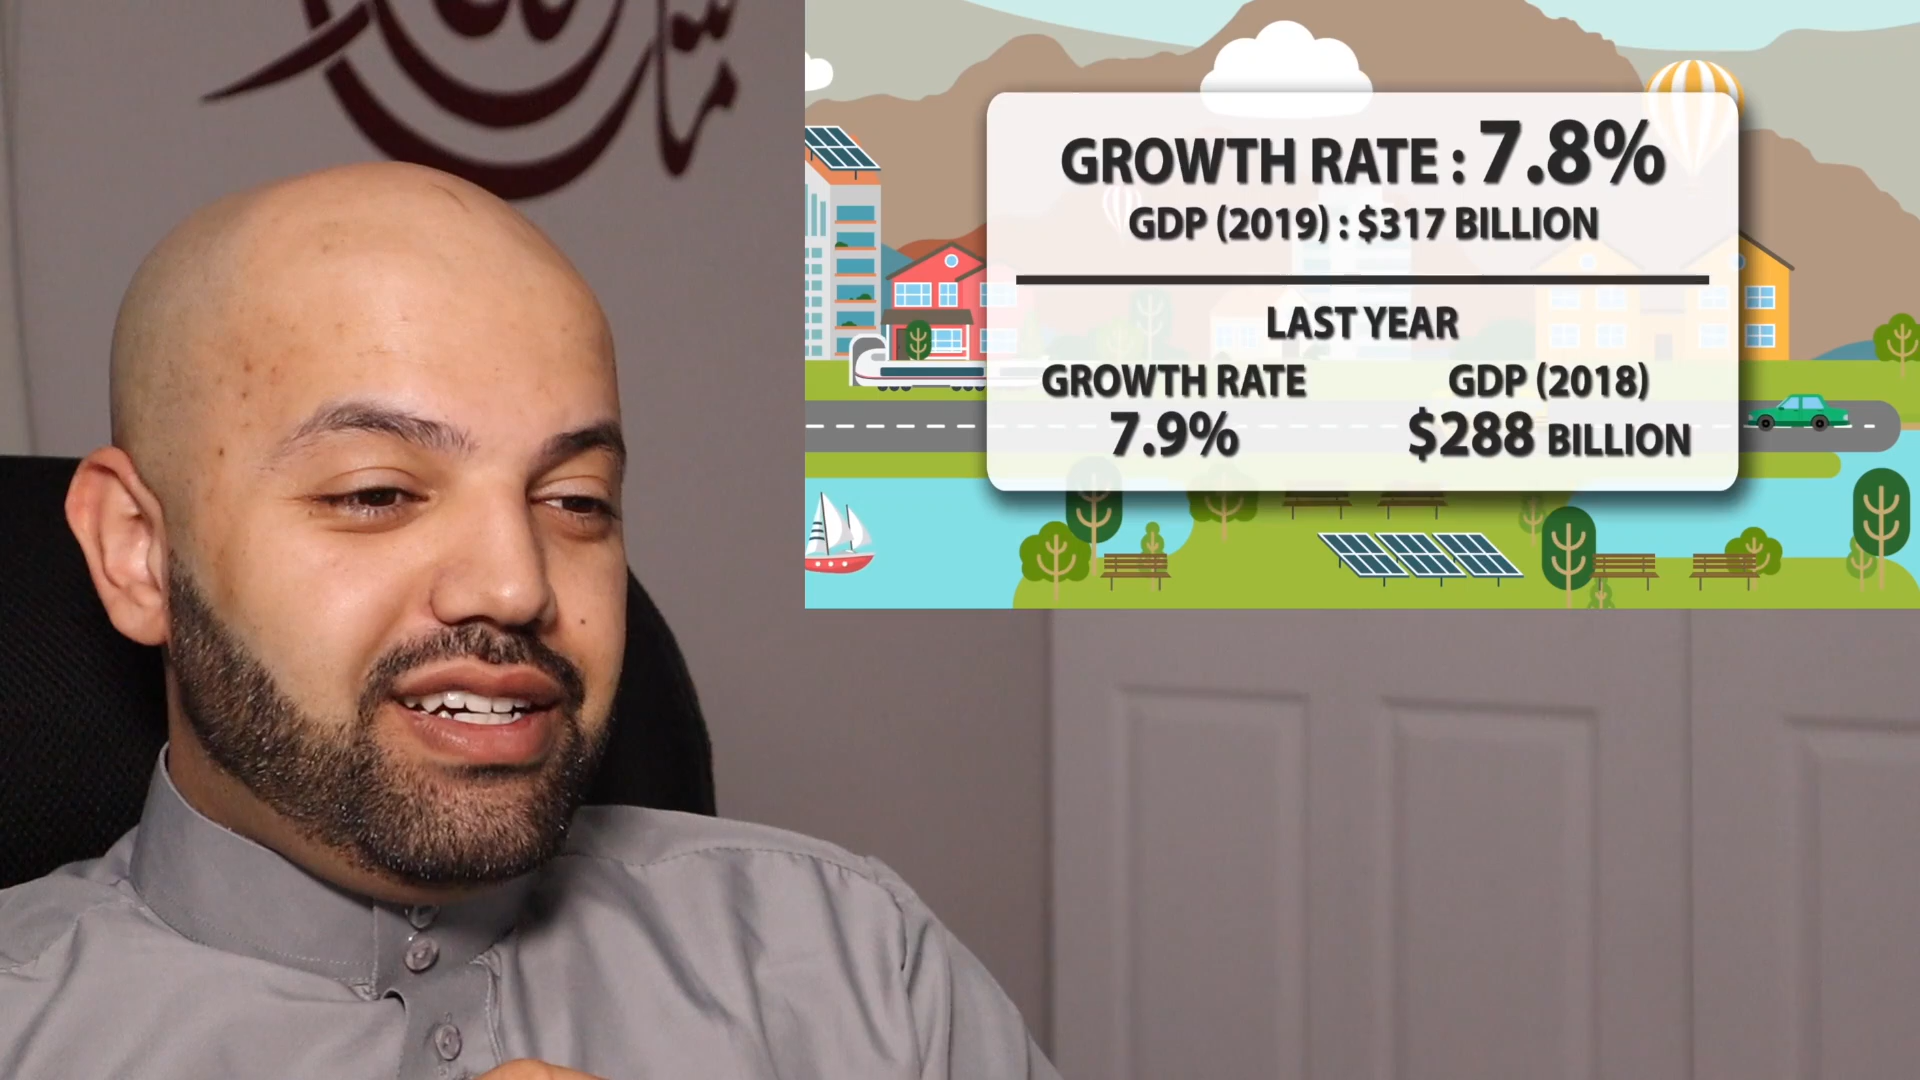 GROWTH RATE : 7.8%
GDP (2019) : $317 BILLION
LAST YEAR
GROWTH RATE
7.9%
GDP (2018)
$288 BILLION